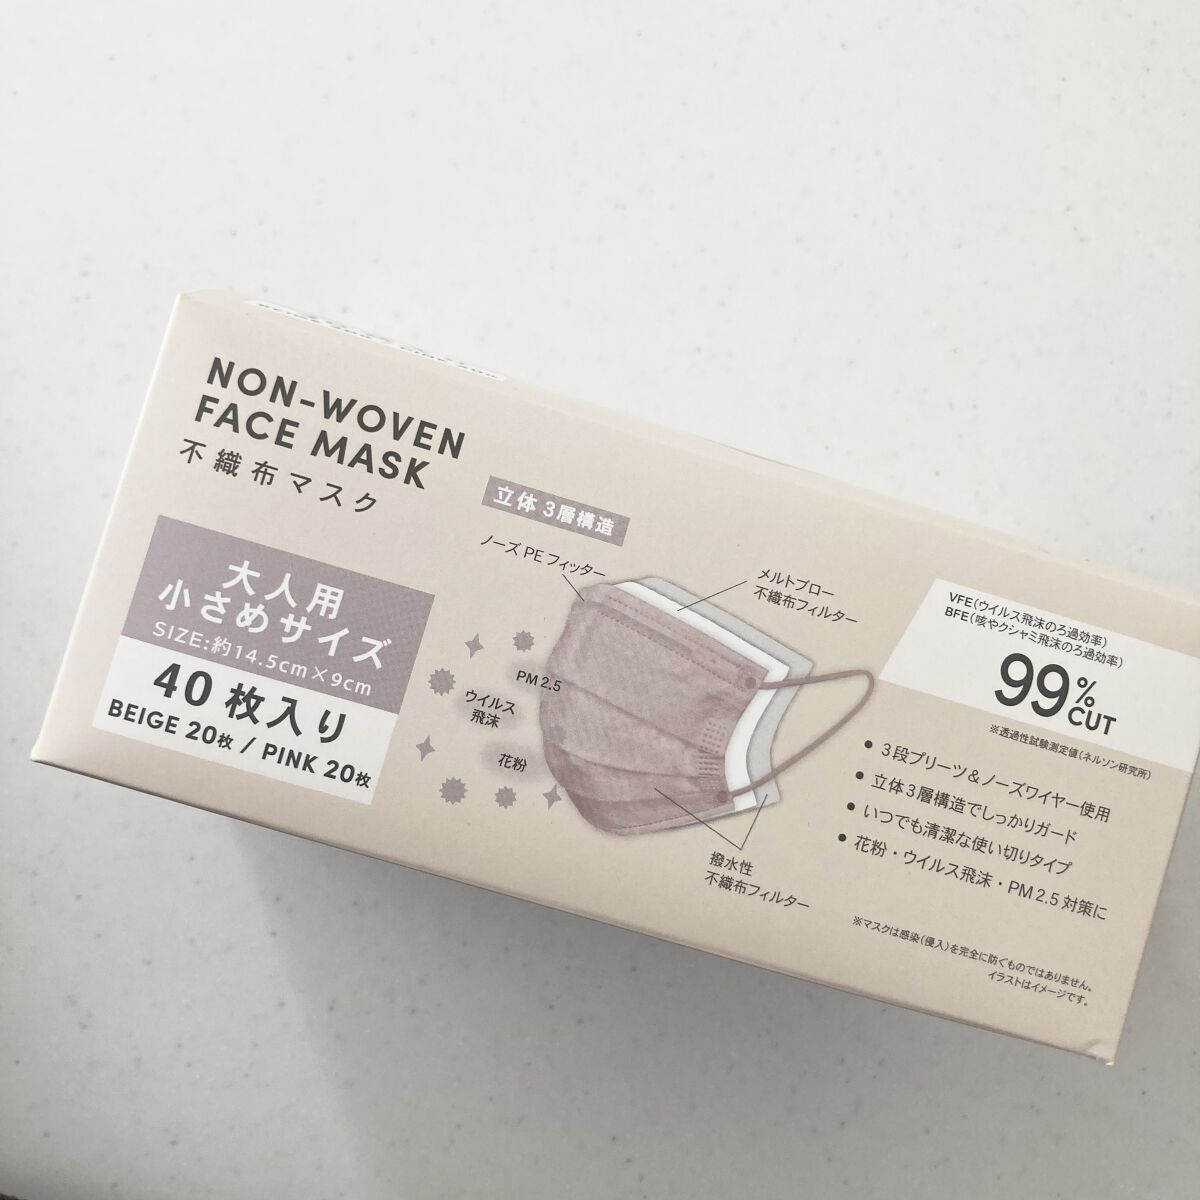 NON-WOVEN
FACE MASK
不織布マスク
大人用
小さめサイズ
SIZE:約14.5cm×9cm
40枚入り
BEIGE 20枚 / PINK 20枚
立体3層構造
ノーズPEフィッター
メルトブロー
不織布フィルター
PM2.5
ウイルス
飛沫
花粉
撥水性
不織布フィルター
VFE(ウイルス飛沫のろ過効率)
BFE(咳やクシャミ飛沫のろ過効率)
99%
CUT
※透過性試験測定値(ネルソン研究所)
● 3段プリーツ&ノーズワイヤー使用
● 立体3層構造でしっかりガード
● いつでも清潔な使い切りタイプ
● 花粉・ウイルス飛沫・PM2.5対策に
※マスクは感染(侵入)を完全に防ぐものではありません。
イラストはイメージです。